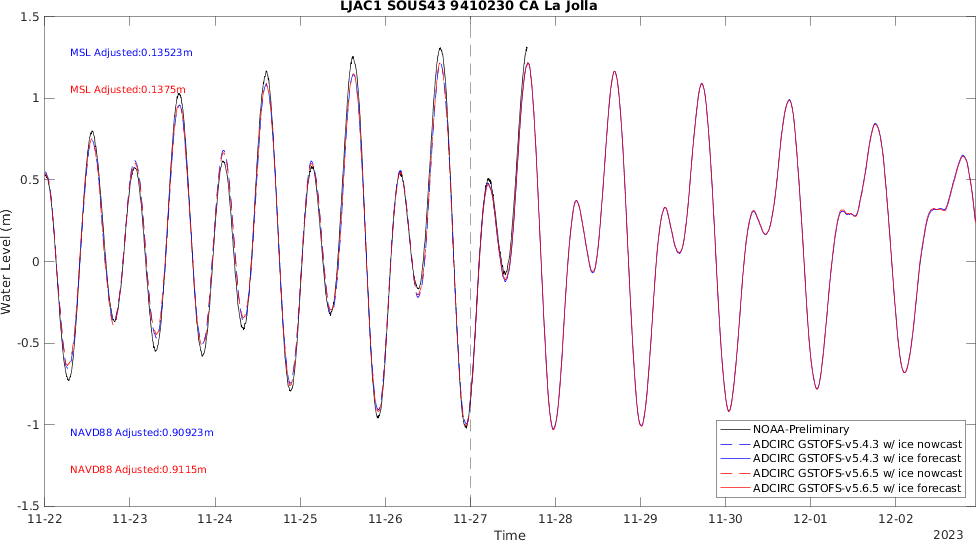 LJAC1 SOUS43 9410230 CA La Jolla
1.5
1
0.5
0
-0.5
-1
-1.5
Water Level (m)
MSL Adjusted:0.13523m
MSL Adjusted:0.1375m
NAVD88 Adjusted:0.90923m
NAVD88 Adjusted:0.9115m
NOAA-Preliminary
ADCIRC GSTOFS-v5.4.3 w/ ice nowcast
ADCIRC GSTOFS-v5.4.3 w/ ice forecast
ADCIRC GSTOFS-v5.6.5 w/ ice nowcast
ADCIRC GSTOFS-v5.6.5 w/ ice forecast
11-22 11-23 11-24 11-25 11-26 11-27 11-28 11-29 11-30 12-01 12-02
Time
2023